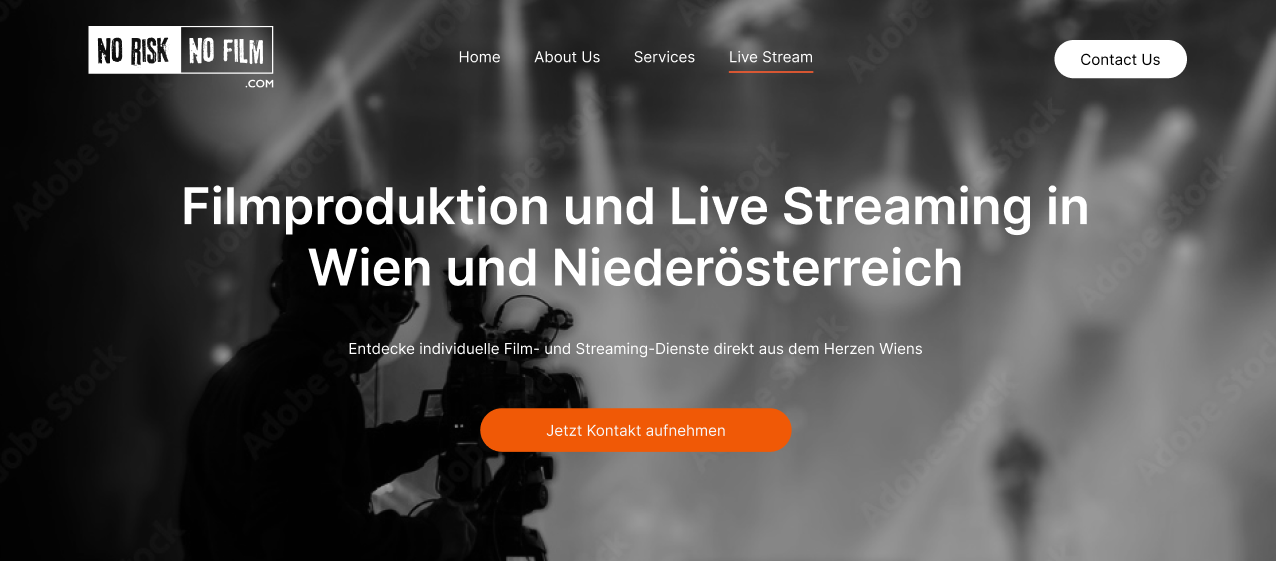 NO RISK NO FILM
.COM
Home About Us Services Live Stream
Contact Us
Filmproduktion und Live Streaming in
Wien und Niederösterreich
Entdecke individuelle Film- und Streaming-Dienste direkt aus dem Herzen Wiens
Jetzt Kontakt aufnehmen
Adobe Stock